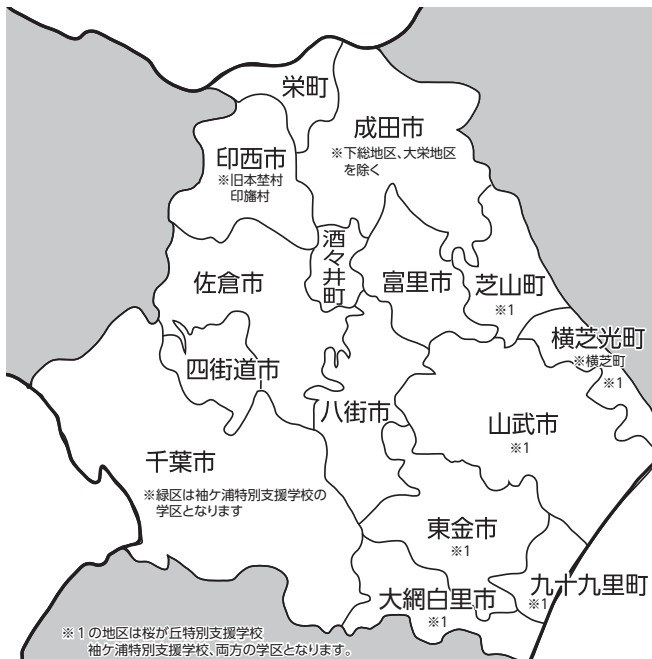 栄町
成田市
※下総地区、大栄地区
を除く
印西市
※旧本埜村
印旛村
酒々井町
佐倉市
富里市
芝山町
※1
横芝光町
※横芝町
※1
四街道市
八街市
山武市
※1
千葉市
※緑区は袖ケ浦特別支援学校の
学区となります
東金市
※1
九十九里町
※1
大網白里市
※1
※1の地区は桜が丘特別支援学校
袖ケ浦特別支援学校、両方の学区となります。